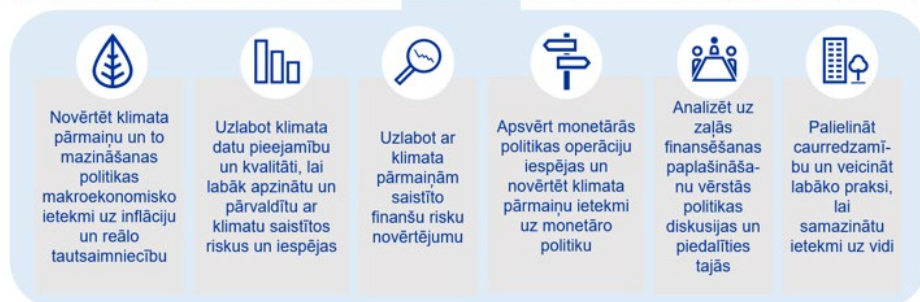 Novērtēt klimata
pārmaiņu un to
mazināšanas
politikas
makroekonomisko
ietekmi uz inflāciju
un reālo
tautsaimniecību
Uzlabot klimata
datu pieejamību
un kvalitāti, lai
labāk apzinātu un
pārvaldītu ar
klimatu saistītos
riskus un iespējas
Uzlabot ar
klimata
pārmaiņām
saistīto
finanšu risku
novērtējumu
Apsvērt monetārās
politikas operāciju
iespējas un
novērtēt klimata
pārmaiņu ietekmi
uz monetāro
politiku
Analizēt uz
zaļās
finansēšanas
paplašināša-
nu vērstās
politikas
diskusijas un
piedalīties
tajās
Palielināt
caurredzamī-
bu un veicināt
labāko praksi,
lai
samazinātu
ietekmi uz vidi